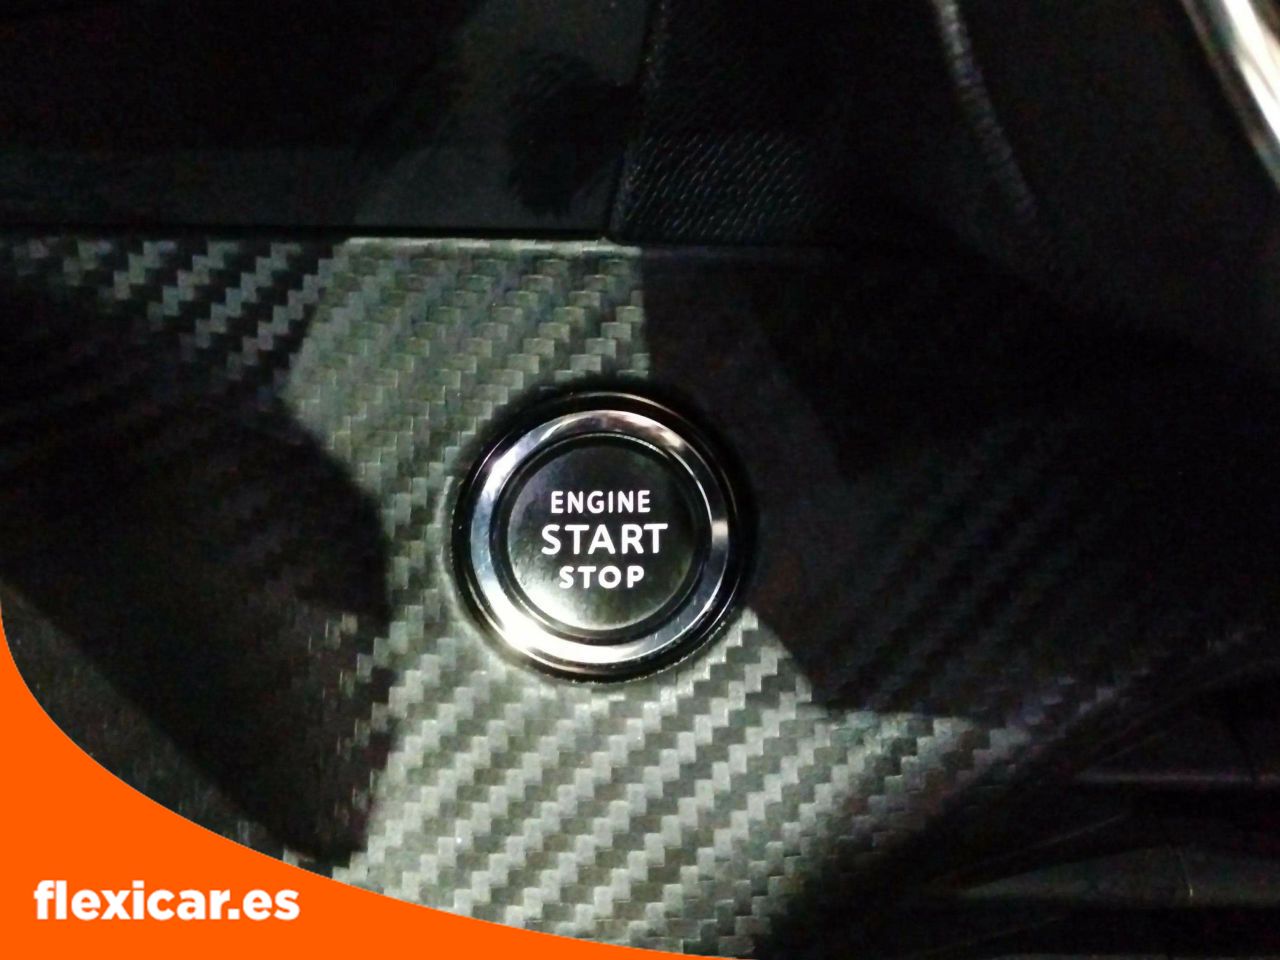 ENGINE
START
STOP
flexicar.es